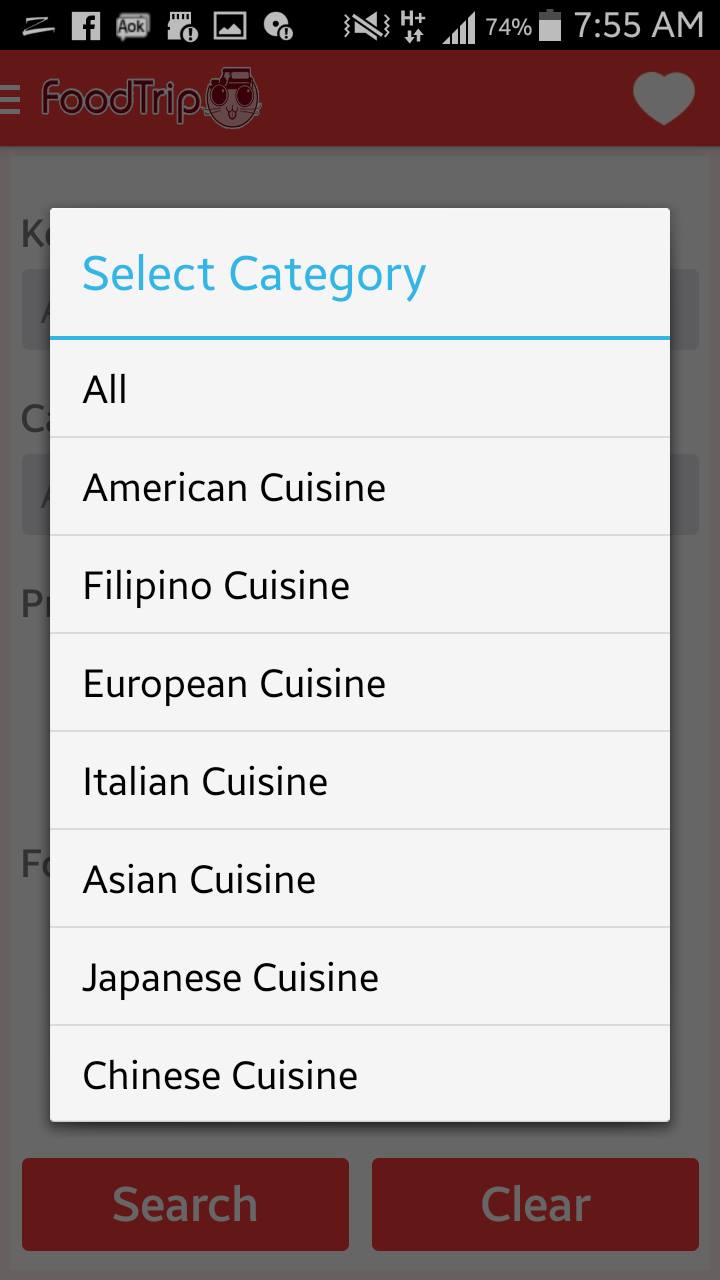 Aok H+ 74% 7:55 AM
FoodTrip
Select Category
All
American Cuisine
Filipino Cuisine
European Cuisine
Italian Cuisine
Asian Cuisine
Japanese Cuisine
Chinese Cuisine
Search Clear